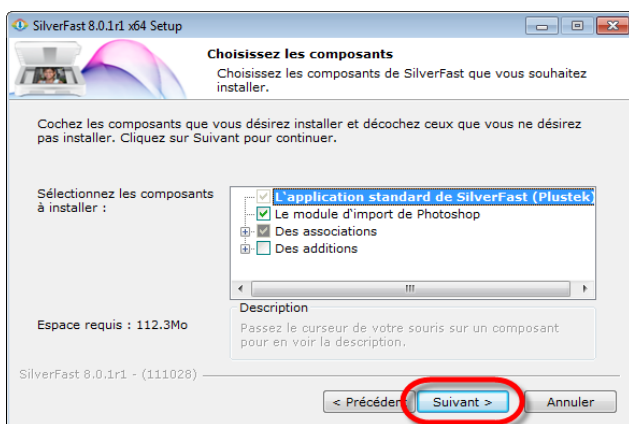 SilverFast 8.0.1r1 x64 Setup
Choisissez les composants
Choisissez les composants de SilverFast que vous souhaitez
installer.
Cochez les composants que vous désirez installer et décochez ceux que vous ne désirez
pas installer. Cliquez sur Suivant pour continuer.
Sélectionnez les composants
à installer :
L'application standard de SilverFast (Plustek)
Le module d'import de Photoshop
Des associations
Des additions
Espace requis : 112.3Mo
Description
Passez le curseur de votre souris sur un composant
pour en voir la description.
SilverFast 8.0.1r1 - (111028)
< Précédent
Suivant >
Annuler